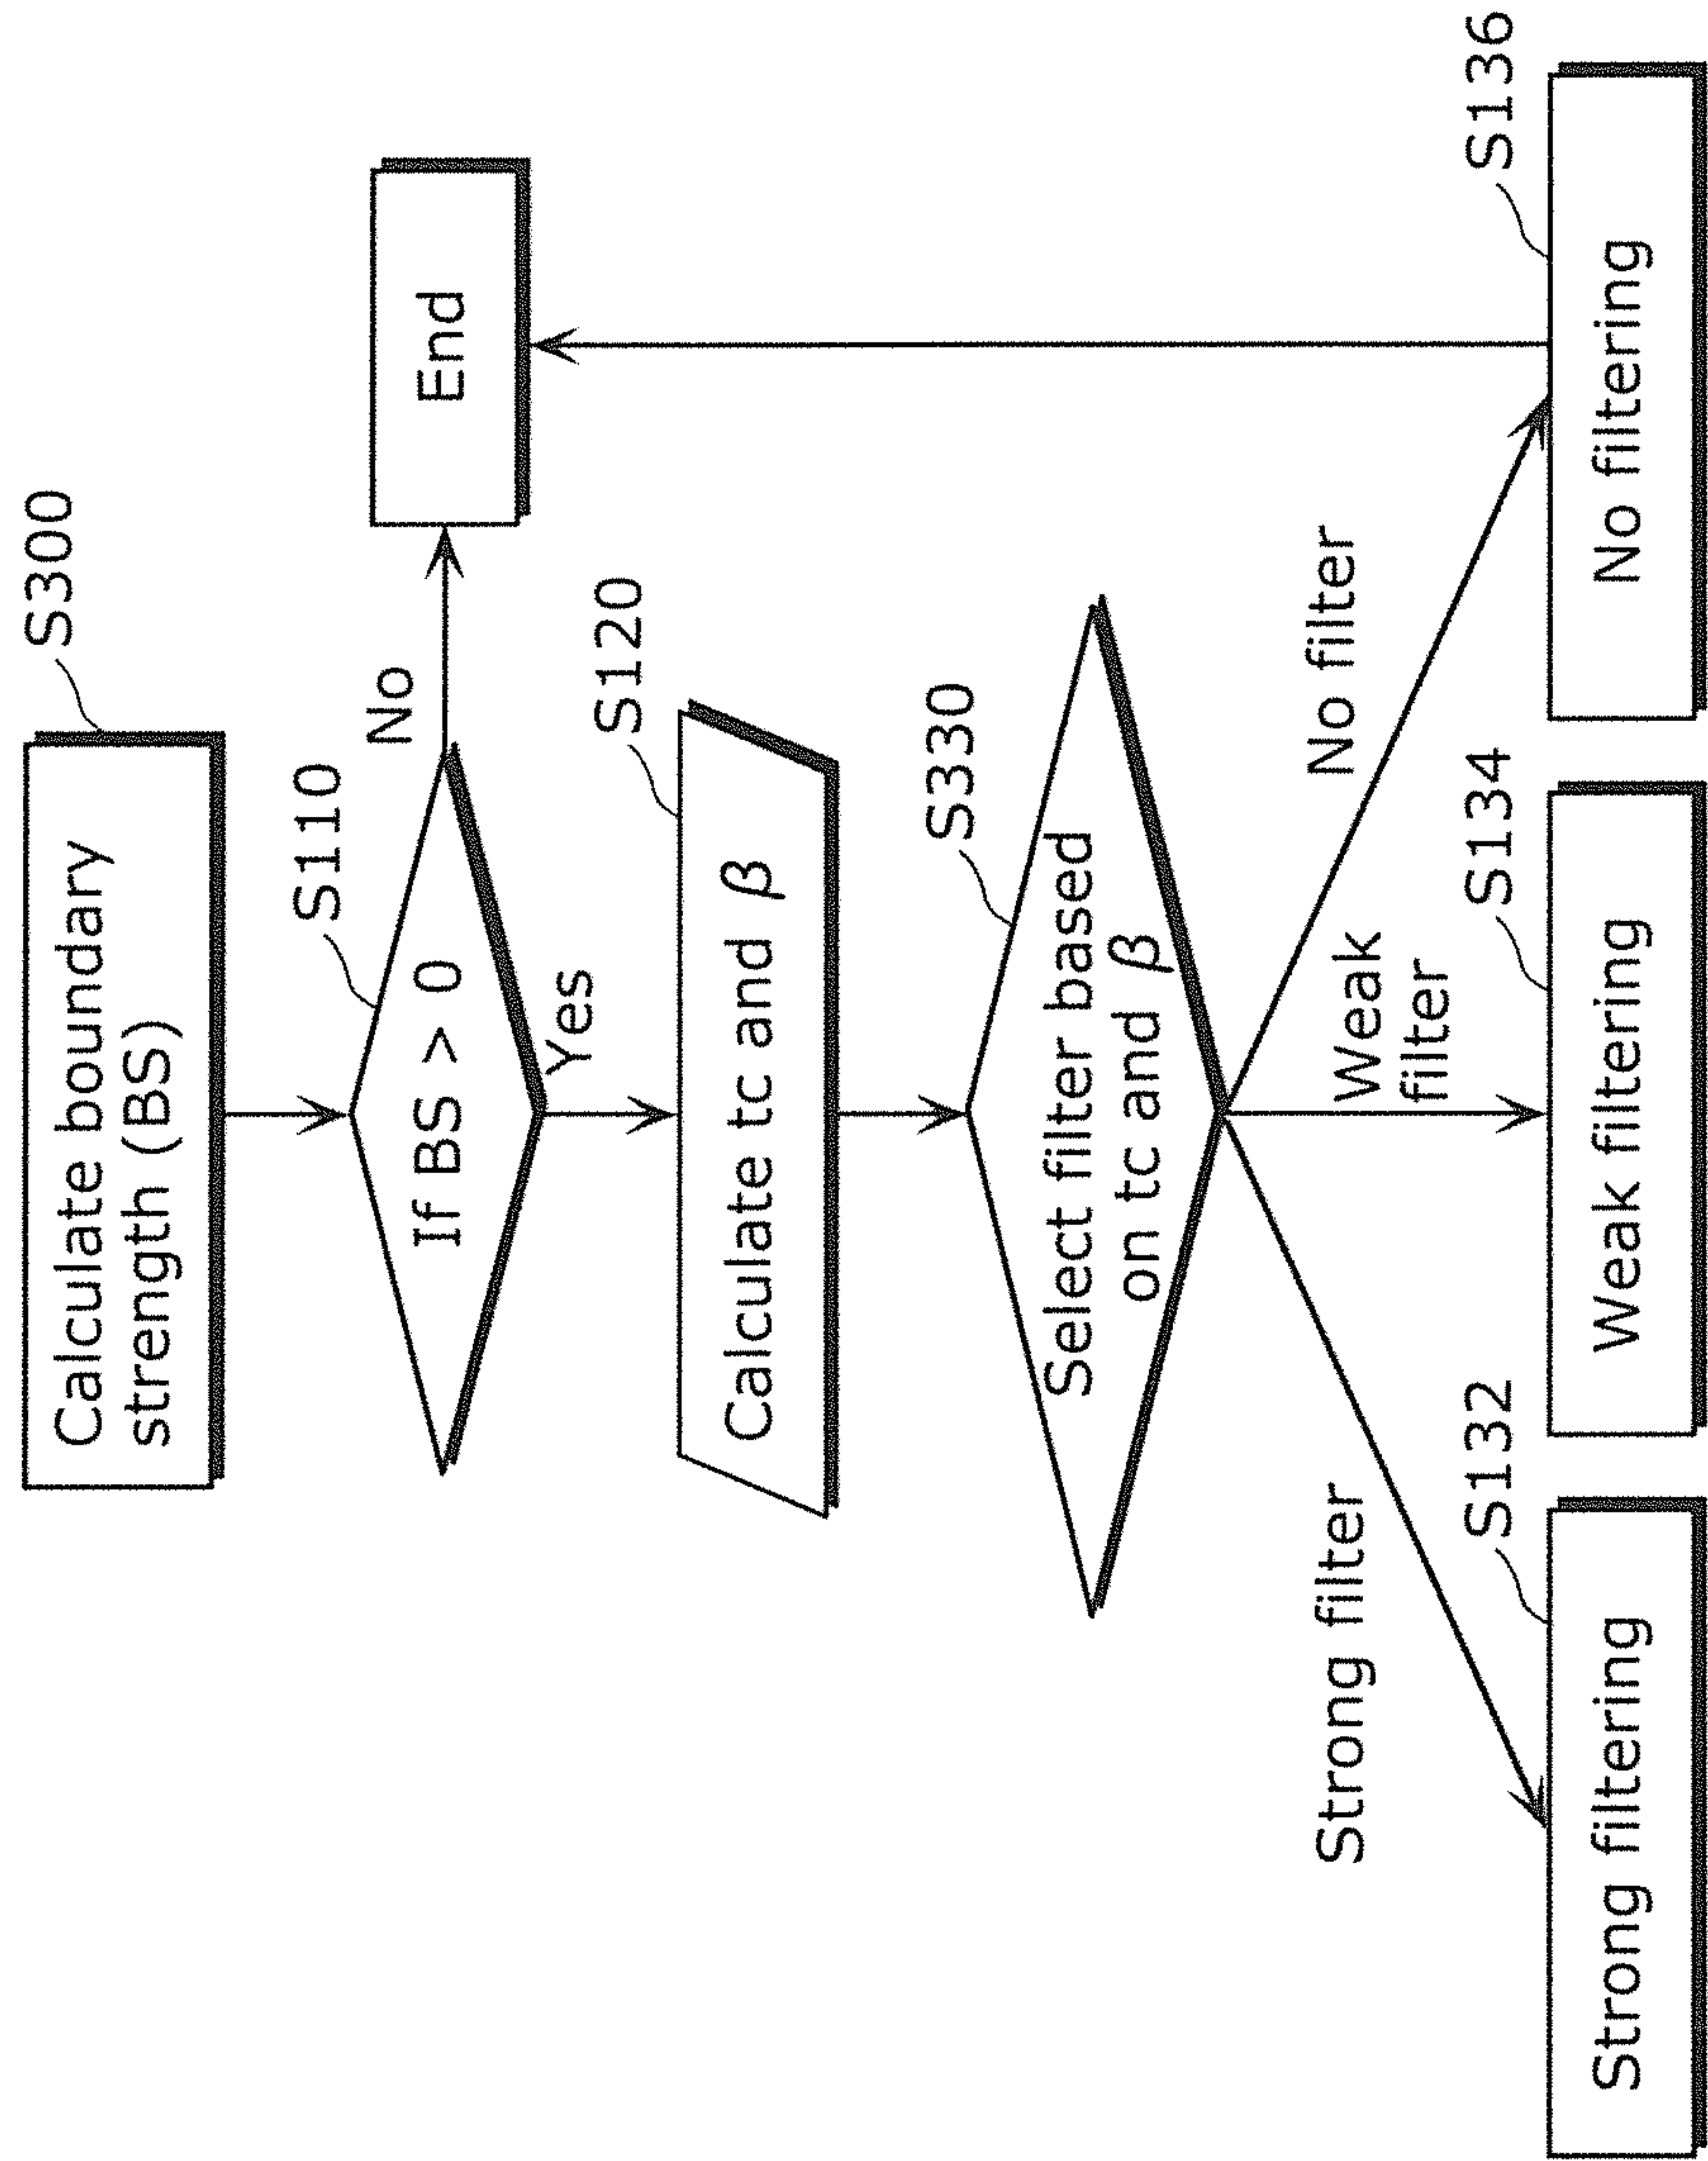 S300
Calculate boundary
strength (BS)
S110
If BS > 0
No
End
Yes
S120
Calculate tc and β
S330
Select filter based
on tc and β
Strong filter
Weak
filter
No filter
S132
Strong filtering
S134
Weak filtering
S136
No filtering